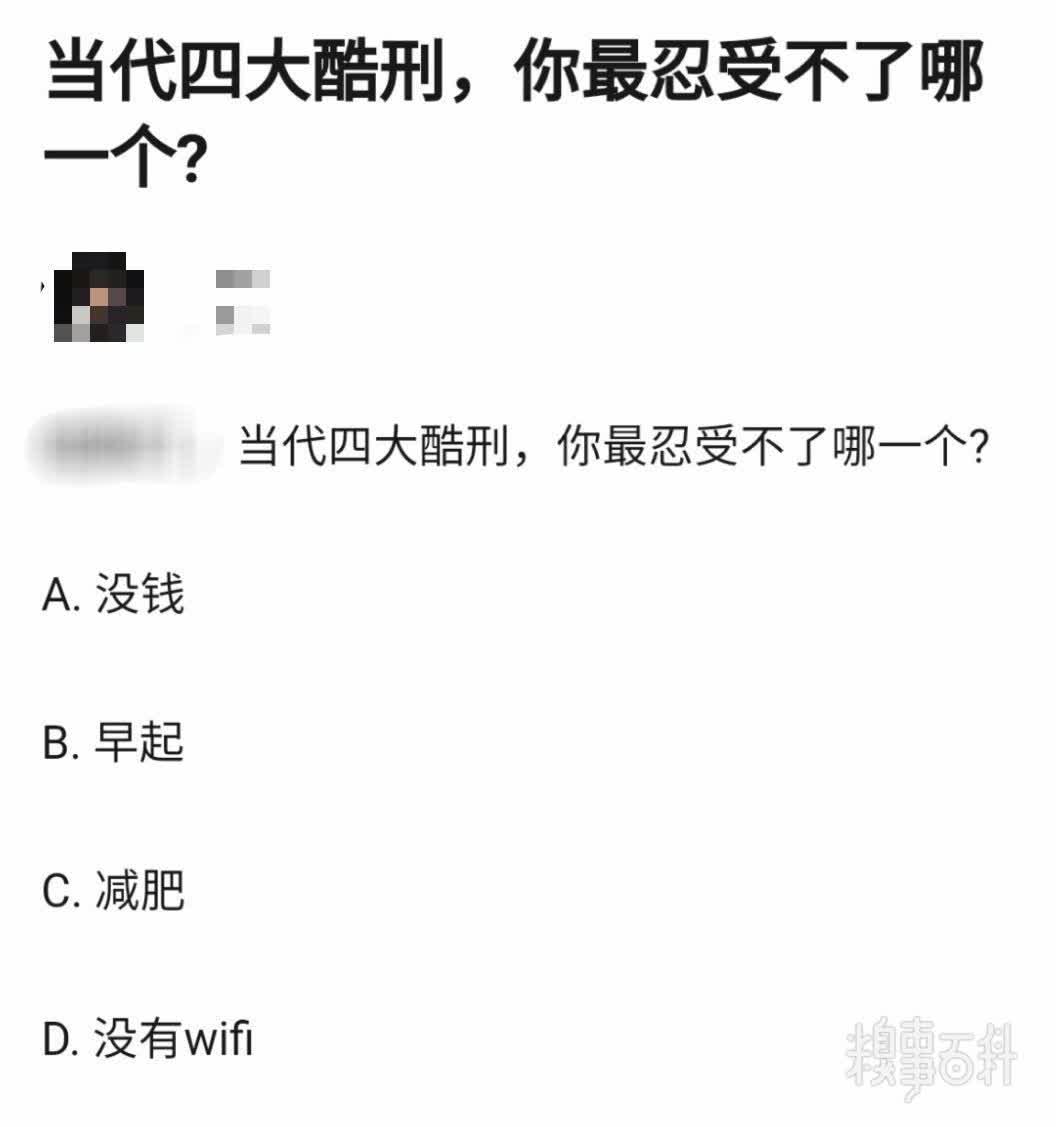 当代四大酷刑，你最忍受不了哪
一个?
当代四大酷刑，你最忍受不了哪一个?
A. 没钱
B. 早起
C. 减肥
D. 没有wifi
糗事百科